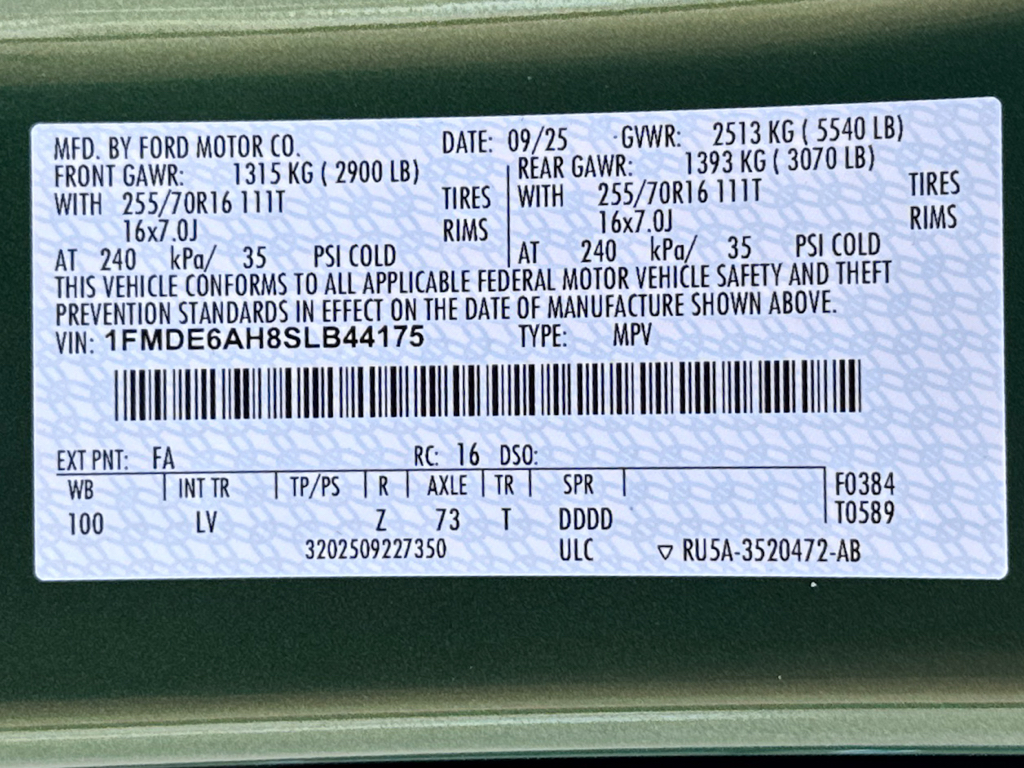 MFD. BY FORD MOTOR CO. DATE: 09/25 GVWR: 2513 KG ( 5540 LB)
FRONT GAWR: 1315 KG ( 2900 LB) REAR GAWR: 1393 KG ( 3070 LB)
WITH 255/70R16 111T TIRES WITH 255/70R16 111T TIRES
16x7.0J RIMS 16x7.0J RIMS
AT 240 kPa/ 35 PSI COLD AT 240 kPa/ 35 PSI COLD
THIS VEHICLE CONFORMS TO ALL APPLICABLE FEDERAL MOTOR VEHICLE SAFETY AND THEFT
PREVENTION STANDARDS IN EFFECT ON THE DATE OF MANUFACTURE SHOWN ABOVE.
VIN: 1FMDE6AH8SLB44175 TYPE: MPV
EXT PNT: FA RC: 16 DSO:
WB INT TR TP/PS R AXLE TR SPR F0384
100 LV Z 73 T DDDD T0589
3202509227350 ULC ▽ RU5A-3520472-AB